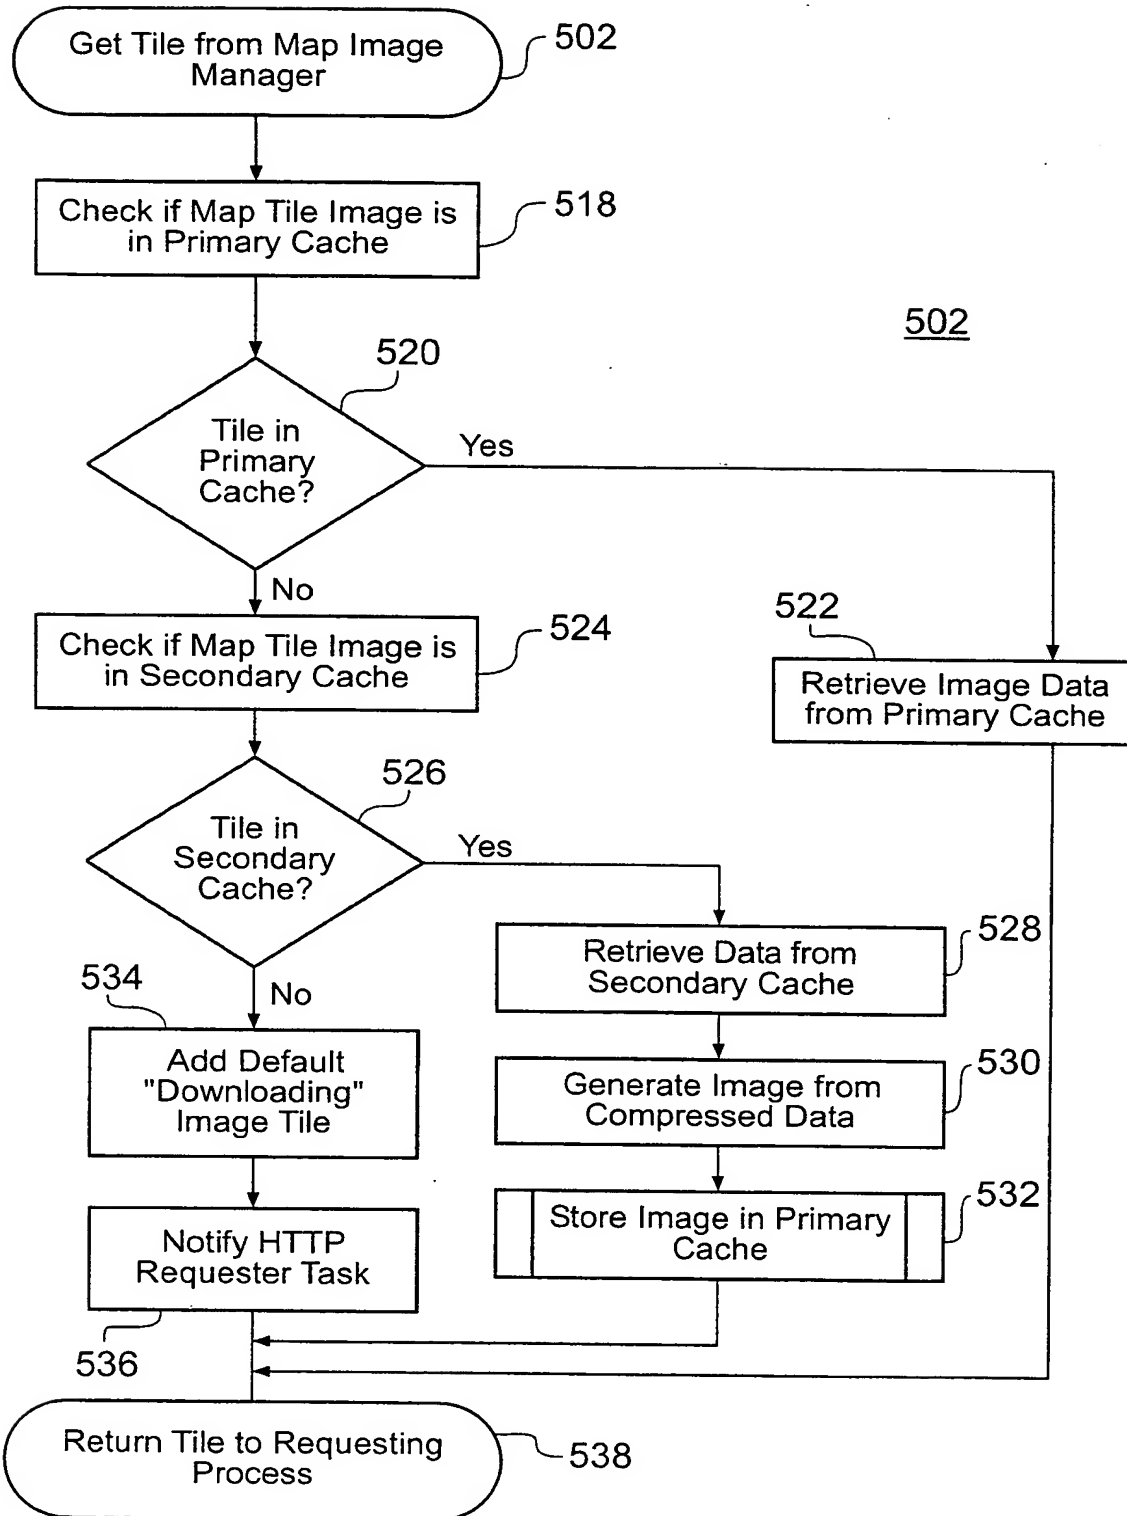 Get Tile from Map Image
Manager
502
Check if Map Tile Image is
in Primary Cache
518
502
520
Tile in
Primary
Cache?
Yes
No
Check if Map Tile Image is
in Secondary Cache
524
522
Retrieve Image Data
from Primary Cache
526
Tile in
Secondary
Cache?
Yes
No
528
Retrieve Data from
Secondary Cache
534
Add Default
"Downloading"
Image Tile
530
Generate Image from
Compressed Data
532
Store Image in Primary
Cache
Notify HTTP
Requester Task
536
Return Tile to Requesting
Process
538